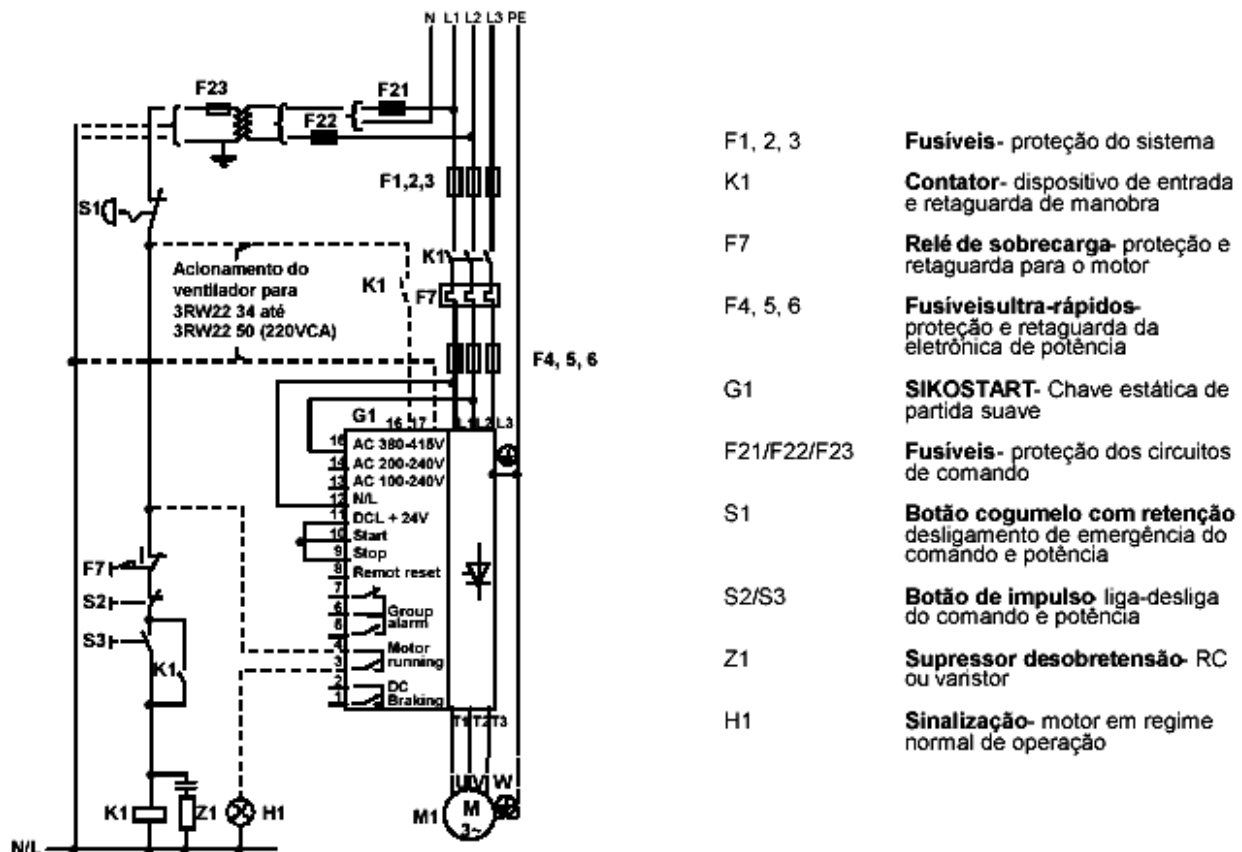 N L1 L2 L3 PE
F23
F21
F22
F1,2,3
S1
K1
Acionamento do
ventilador para
3RW22 34 até
3RW22 50 (220VCA)
K1
F7
F4, 5, 6
G1
16 17 L1 L2 L3
15 AC 380-415V
14 AC 200-240V
13 AC 100-240V
12 N/L
11 DCL + 24V
10 Start
9 Stop
8 Remot reset
7
6 Group
5 alarm
4 Motor
3 running
2 DC
1 Braking
F7
S2
S3
K1
T1 T2 T3
U V W
M1
M
3~
K1
Z1
H1
N/L
F1, 2, 3 Fusíveis- proteção do sistema
K1 Contator- dispositivo de entrada
e retaguarda de manobra
F7 Relé de sobrecarga- proteção e
retaguarda para o motor
F4, 5, 6 Fusíveisultra-rápidos-
proteção e retaguarda da
eletrônica de potência
G1 SIKOSTART- Chave estática de
partida suave
F21/F22/F23 Fusíveis- proteção dos circuitos
de comando
S1 Botão cogumelo com retenção
desligamento de emergência do
comando e potência
S2/S3 Botão de impulso liga-desliga
do comando e potência
Z1 Supressor desobretensão- RC
ou varistor
H1 Sinalização- motor em regime
normal de operação